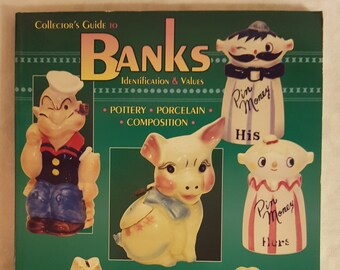 Collector's Guide to
Banks
Identification & Values
• POTTERY • PORCELAIN •
• COMPOSITION •
Pin Money
His
Pin Money
Hers